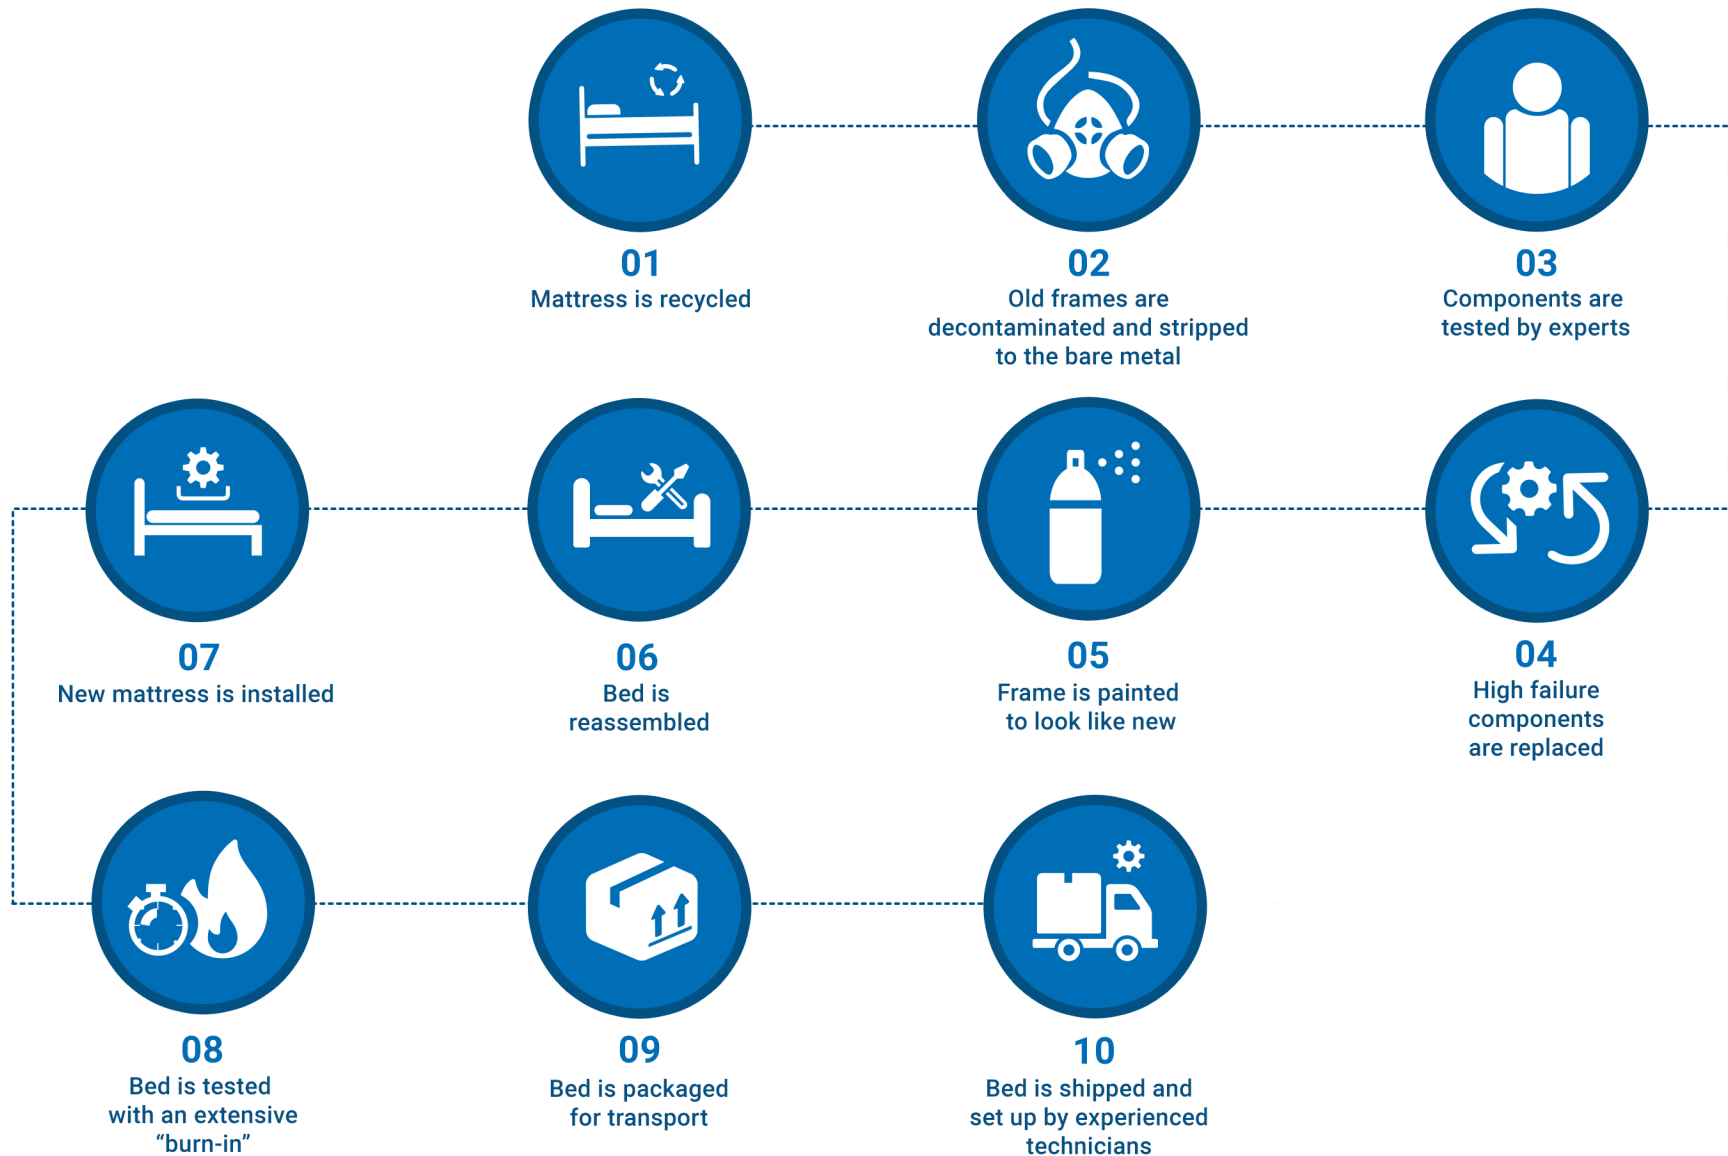 01
Mattress is recycled
02
Old frames are
decontaminated and stripped
to the bare metal
03
Components are
tested by experts
04
High failure
components
are replaced
05
Frame is painted
to look like new
06
Bed is
reassembled
07
New mattress is installed
08
Bed is tested
with an extensive
“burn-in”
09
Bed is packaged
for transport
10
Bed is shipped and
set up by experienced
technicians